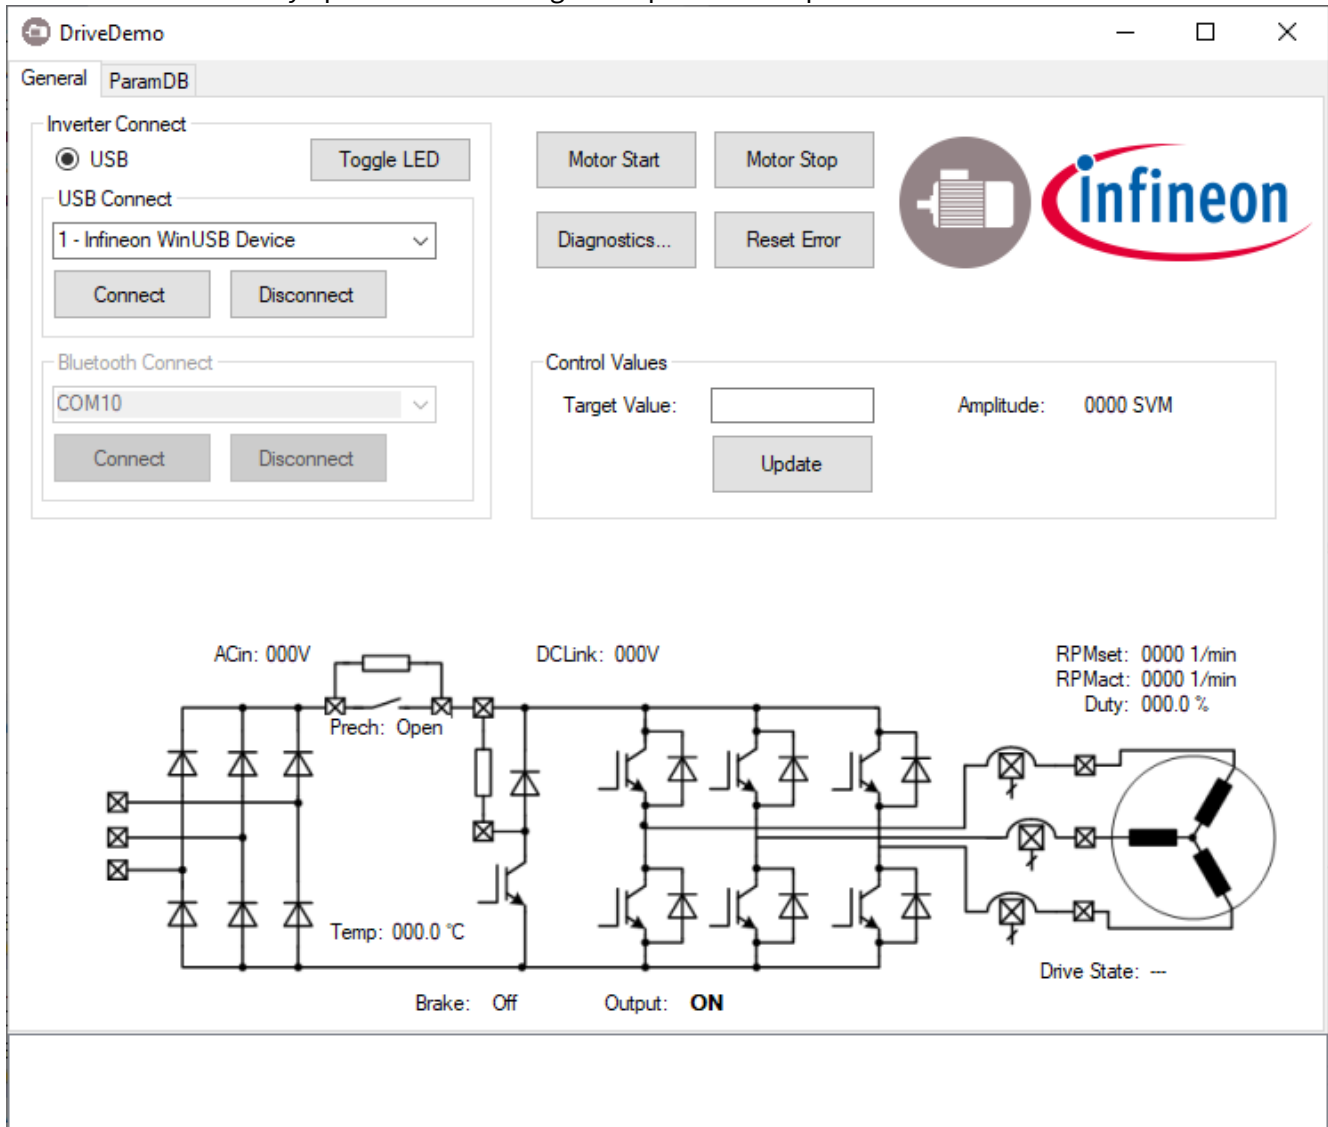 DriveDemo
General ParamDB
Inverter Connect
USB
Toggle LED
USB Connect
1 - Infineon WinUSB Device
Connect Disconnect
Bluetooth Connect
COM10
Connect Disconnect
Motor Start Motor Stop
Diagnostics... Reset Error
infineon
Control Values
Target Value:
Amplitude: 0000 SVM
Update
ACin: 000V
DCLink: 000V
RPMset: 0000 1/min
RPMact: 0000 1/min
Duty: 000.0 %
Prech: Open
Temp: 000.0 °C
Drive State: ---
Brake: Off Output: ON